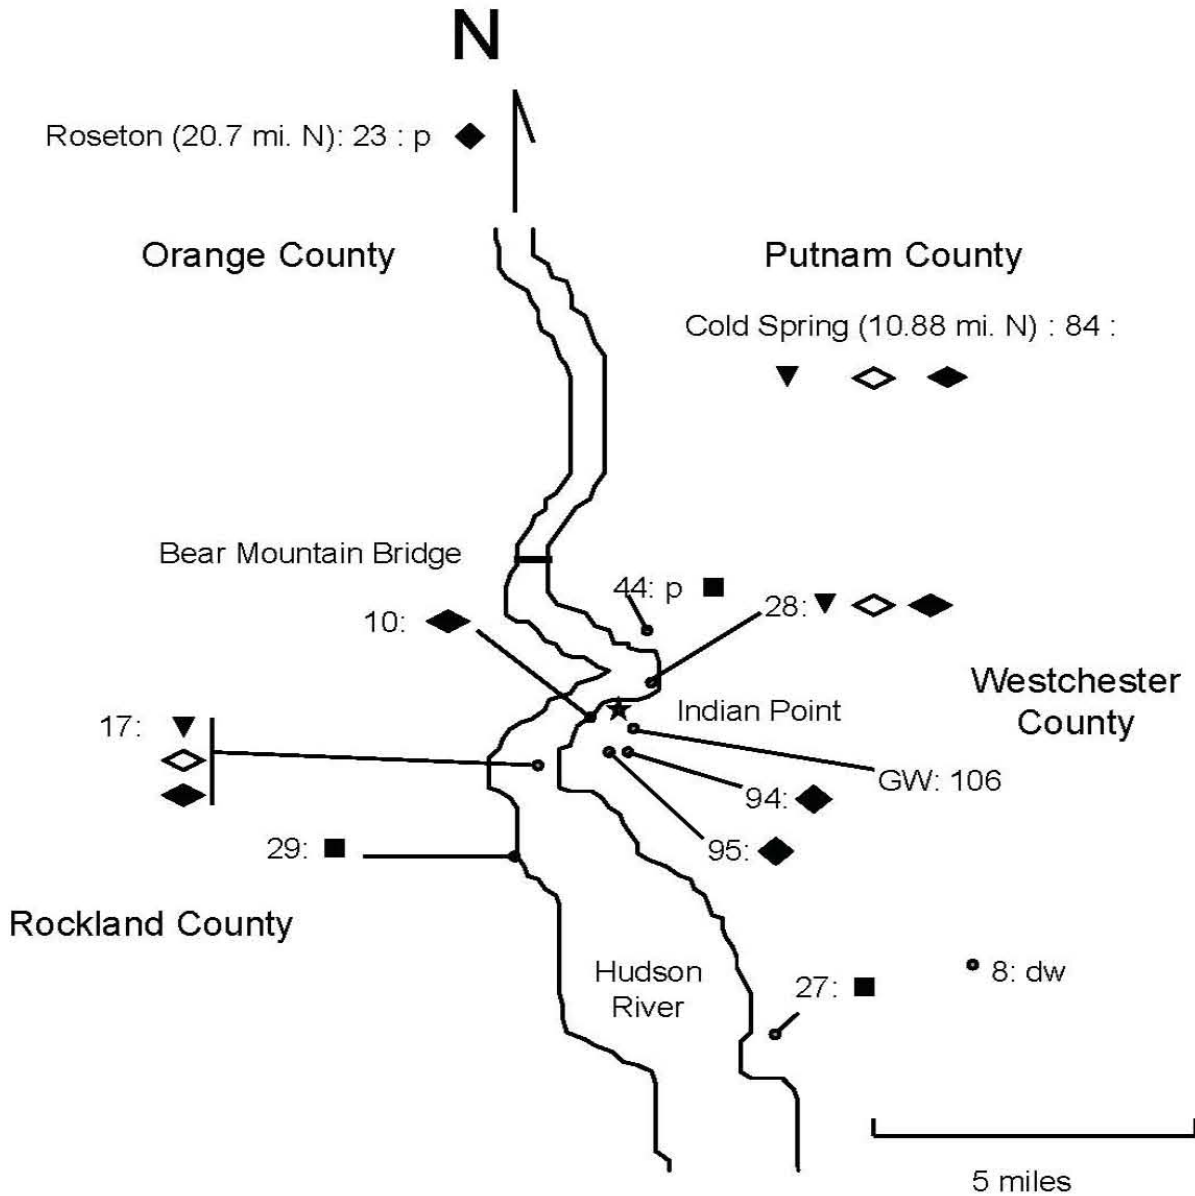 N
Roseton (20.7 mi. N): 23 : p
Orange County
Putnam County
Cold Spring (10.88 mi. N) : 84 :
Bear Mountain Bridge
44: p
28:
10:
Westchester
County
Indian Point
17:
GW: 106
94:
95:
29:
Rockland County
Hudson
River
8: dw
27:
5 miles